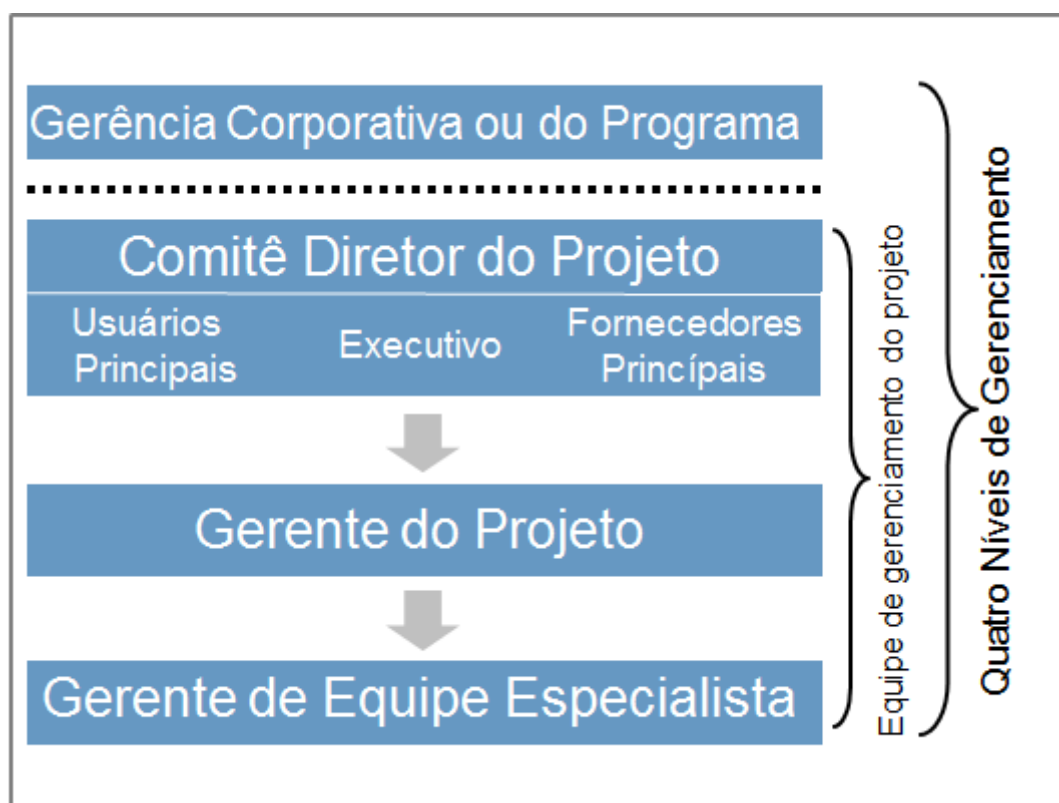 Gerência Corporativa ou do Programa
Comitê Diretor do Projeto
Usuários
Principais
Executivo
Fornecedores
Princípais
Gerente do Projeto
Gerente de Equipe Especialista
Equipe de gerenciamento do projeto
Quatro Níveis de Gerenciamento